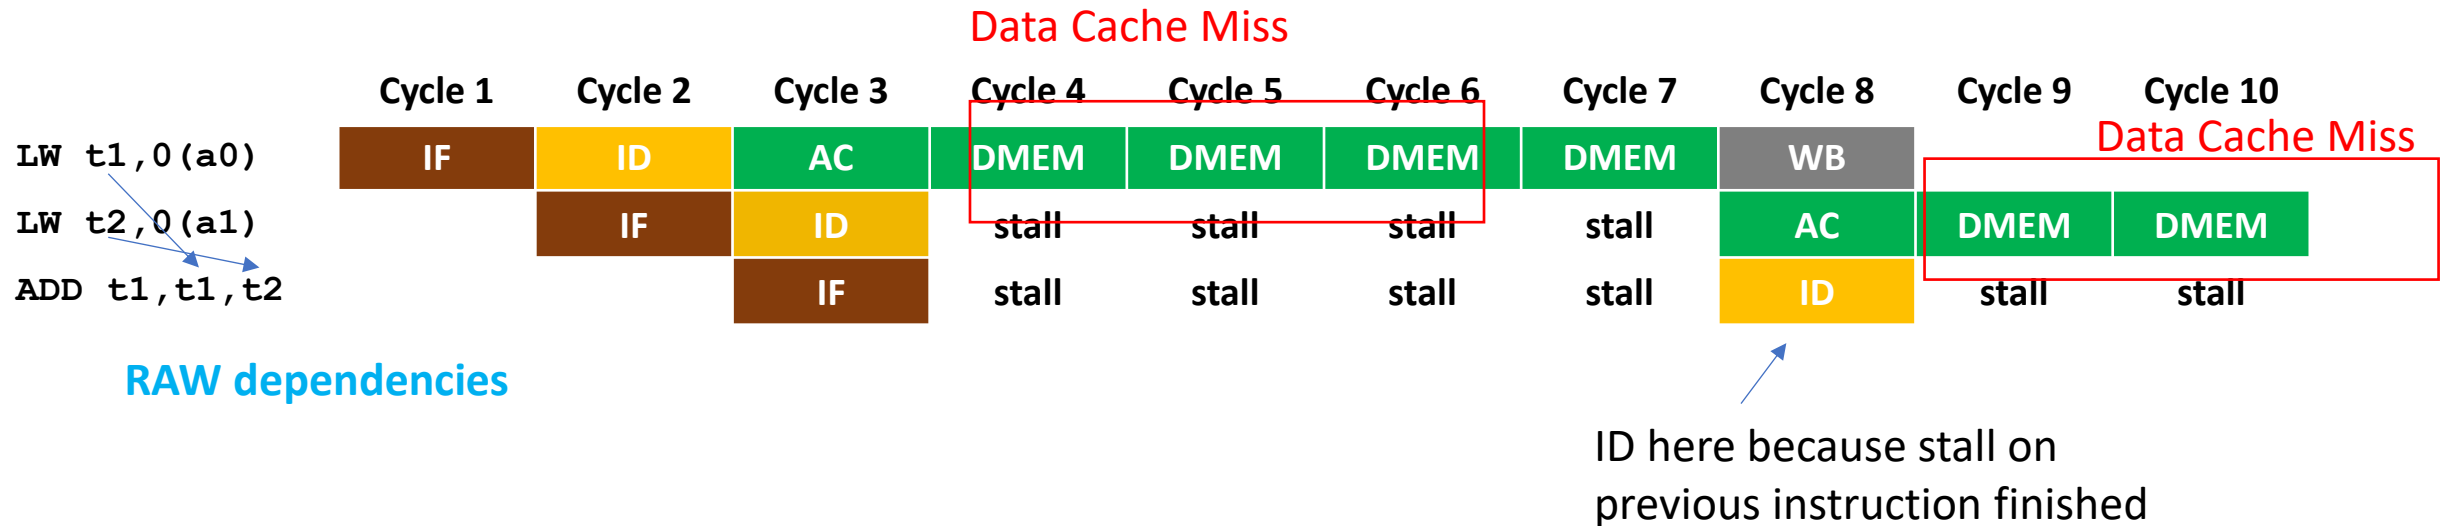 Data Cache Miss
Cycle 1 Cycle 2 Cycle 3 Cycle 4 Cycle 5 Cycle 6 Cycle 7 Cycle 8 Cycle 9 Cycle 10
Data Cache Miss
LW t1,0(a0) IF ID AC DMEM DMEM DMEM DMEM WB
LW t2,0(a1) IF ID stall stall stall stall AC DMEM DMEM
ADD t1,t1,t2 IF stall stall stall stall ID stall stall
RAW dependencies
ID here because stall on
previous instruction finished